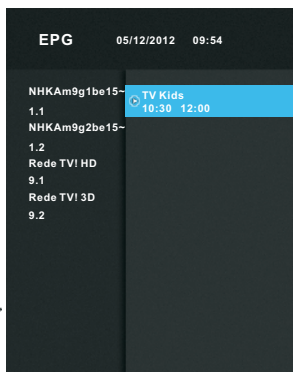 EPG 05/12/2012 09:54
NHKAm9g1be15~
1.1
NHKAm9g2be15~
1.2
Rede TV! HD
9.1
Rede TV! 3D
9.2
TV Kids
10:30 12:00